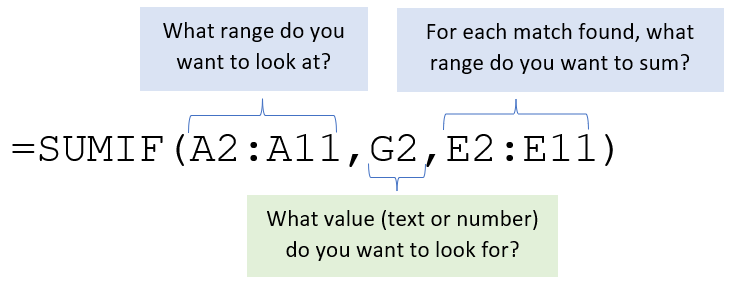 What range do you
want to look at?
For each match found, what
range do you want to sum?
=SUMIF(A2:A11,G2,E2:E11)
What value (text or number)
do you want to look for?